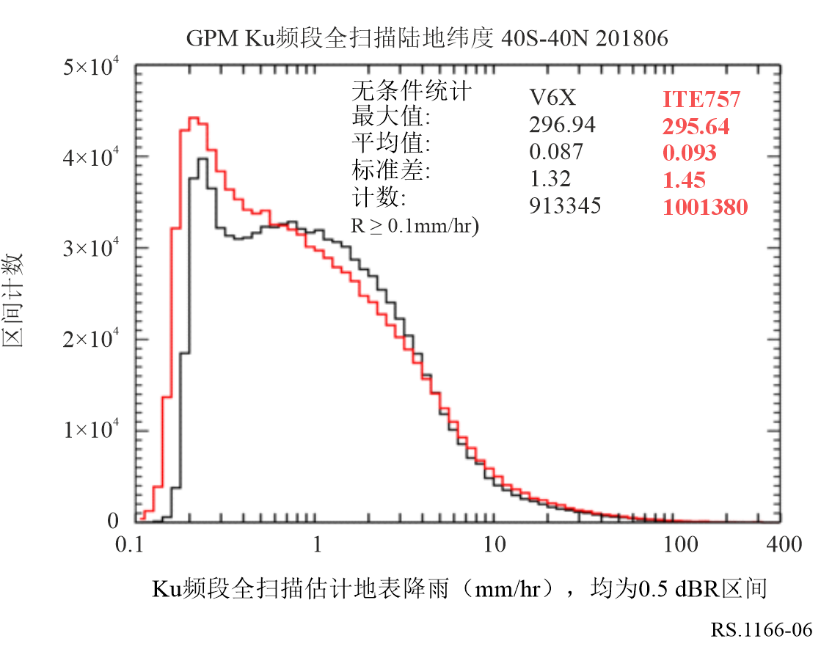 GPM Ku频段全扫描陆地纬度 40S-40N 201806
5×10⁴
4×10⁴
3×10⁴
2×10⁴
1×10⁴
0
区间计数
无条件统计 V6X ITE757
最大值: 296.94 295.64
平均值: 0.087 0.093
标准差: 1.32 1.45
计数: 913345 1001380
R ≥ 0.1mm/hr)
0.1 1 10 100 400
Ku频段全扫描估计地表降雨（mm/hr），均为0.5 dBR区间
RS.1166-06